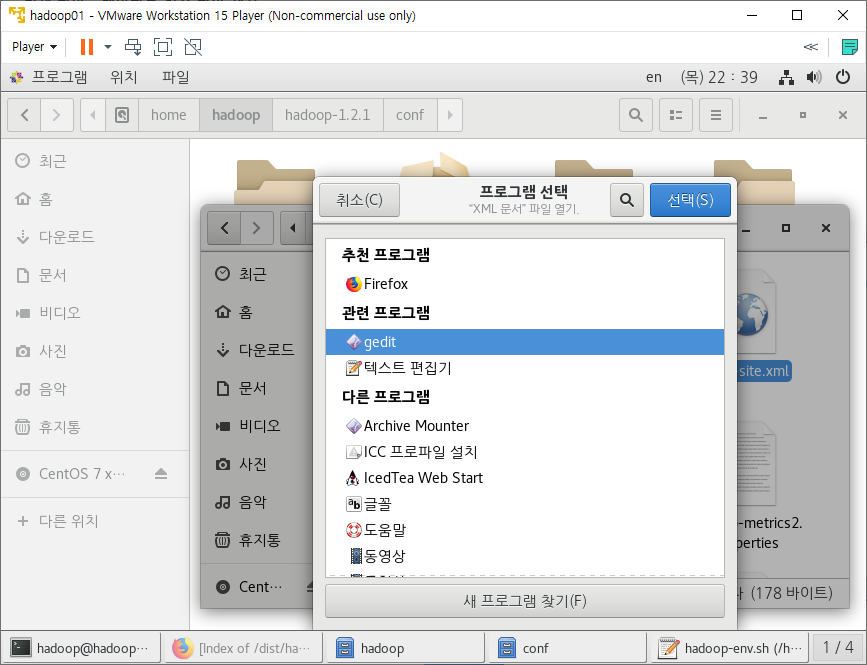 hadoop01 - VMware Workstation 15 Player (Non-commercial use only)
Player
프로그램 위치 파일 en (목) 22 : 39
home hadoop hadoop-1.2.1 conf
최근
홈
다운로드
문서
비디오
사진
음악
휴지통
CentOS 7 x…
+ 다른 위치
최근
홈
다운로드
문서
비디오
사진
음악
휴지통
Cent…
취소(C) 프로그램 선택 선택(S)
"XML 문서" 파일 열기.
추천 프로그램
Firefox
관련 프로그램
gedit
텍스트 편집기
다른 프로그램
Archive Mounter
ICC 프로파일 설치
IcedTea Web Start
글꼴
도움말
동영상
새 프로그램 찾기(F)
site.xml
-metrics2.
perties
(178 바이트)
hadoop@hadoop… [Index of /dist/ha… hadoop conf hadoop-env.sh (/h… 1 / 4